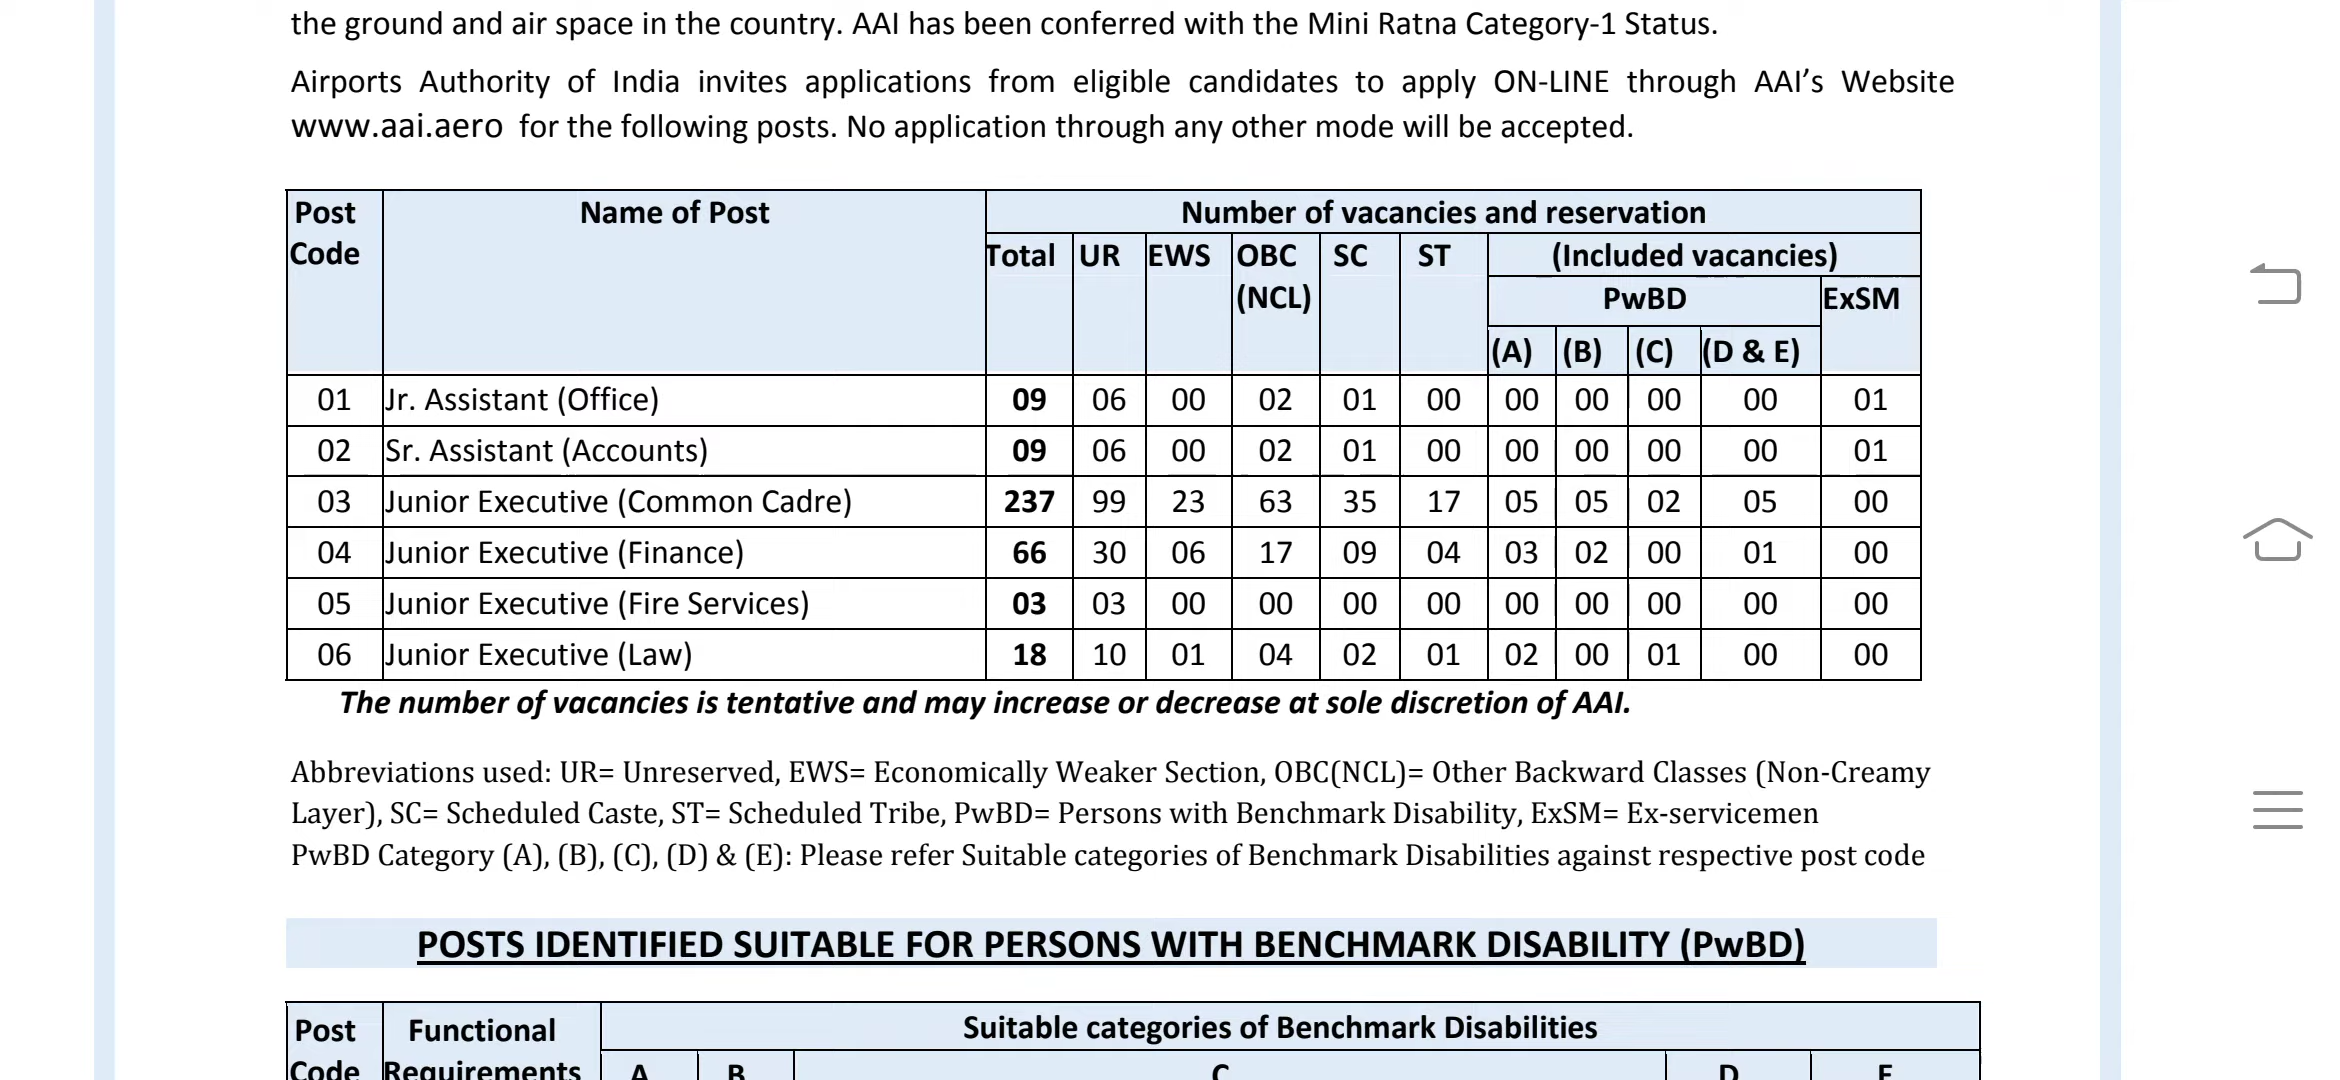 the ground and air space in the country. AAI has been conferred with the Mini Ratna Category-1 Status.
Airports Authority of India invites applications from eligible candidates to apply ON-LINE through AAI’s Website
www.aai.aero for the following posts. No application through any other mode will be accepted.
Post Code Name of Post Number of vacancies and reservation
Total UR EWS OBC (NCL) SC ST (Included vacancies)
PwBD ExSM
(A) (B) (C) (D & E)
01 Jr. Assistant (Office) 09 06 00 02 01 00 00 00 00 00 01
02 Sr. Assistant (Accounts) 09 06 00 02 01 00 00 00 00 00 01
03 Junior Executive (Common Cadre) 237 99 23 63 35 17 05 05 02 05 00
04 Junior Executive (Finance) 66 30 06 17 09 04 03 02 00 01 00
05 Junior Executive (Fire Services) 03 03 00 00 00 00 00 00 00 00 00
06 Junior Executive (Law) 18 10 01 04 02 01 02 00 01 00 00
The number of vacancies is tentative and may increase or decrease at sole discretion of AAI.
Abbreviations used: UR= Unreserved, EWS= Economically Weaker Section, OBC(NCL)= Other Backward Classes (Non-Creamy
Layer), SC= Scheduled Caste, ST= Scheduled Tribe, PwBD= Persons with Benchmark Disability, ExSM= Ex-servicemen
PwBD Category (A), (B), (C), (D) & (E): Please refer Suitable categories of Benchmark Disabilities against respective post code
POSTS IDENTIFIED SUITABLE FOR PERSONS WITH BENCHMARK DISABILITY (PwBD)
Post Functional Suitable categories of Benchmark Disabilities
Code Requirements A B C D E